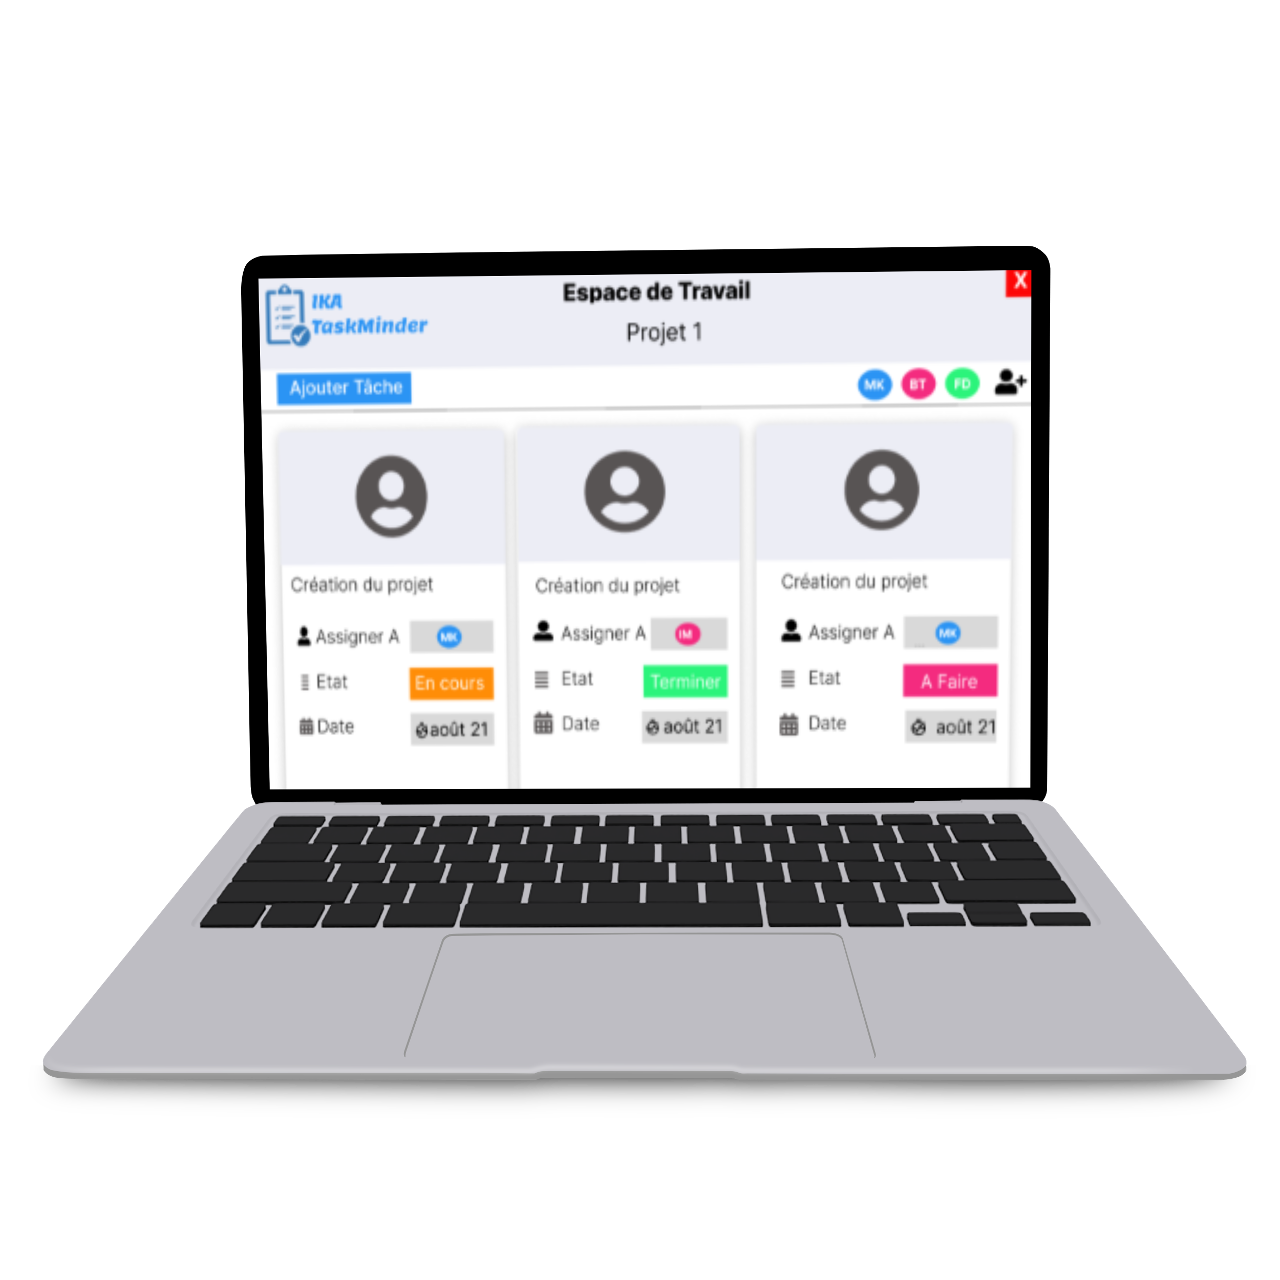 IKA
TaskMinder
Espace de Travail
Projet 1
X
Ajouter Tâche
MK
BT
FD
Création du projet
Assigner A
MK
Etat
En cours
Date
août 21
Création du projet
Assigner A
IM
Etat
Terminer
Date
août 21
Création du projet
Assigner A
MK
Etat
A Faire
Date
août 21